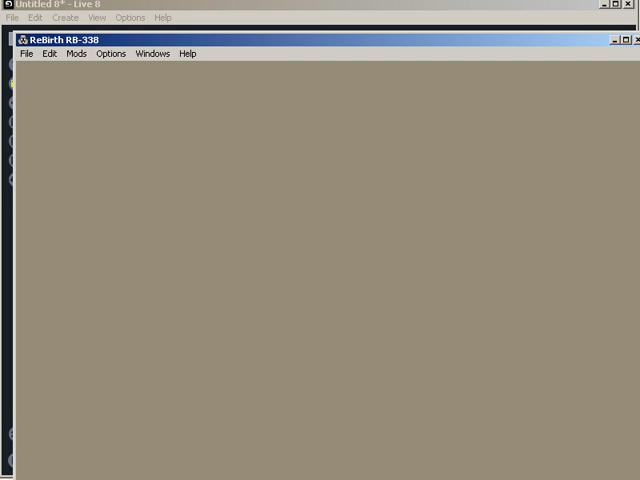 Untitled 8* - Live 8
File Edit Create View Options Help
ReBirth RB-338
File Edit Mods Options Windows Help